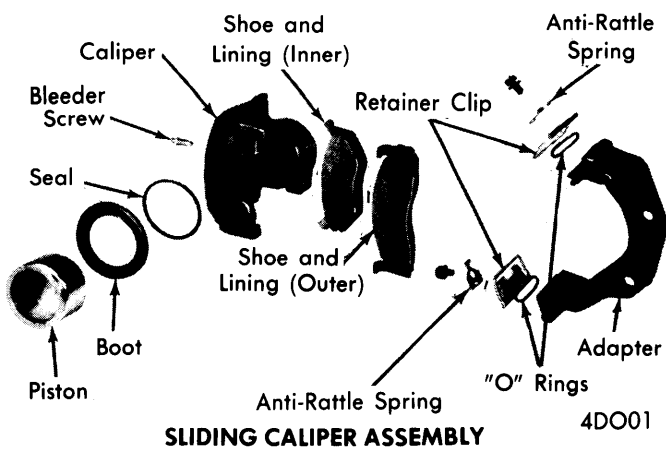 Shoe and
Lining (Inner)
Anti-Rattle
Spring
Caliper
Bleeder
Screw
Retainer Clip
Seal
Shoe and
Lining (Outer)
Boot
Piston
Anti-Rattle Spring
"O" Rings
Adapter
4DO01
SLIDING CALIPER ASSEMBLY